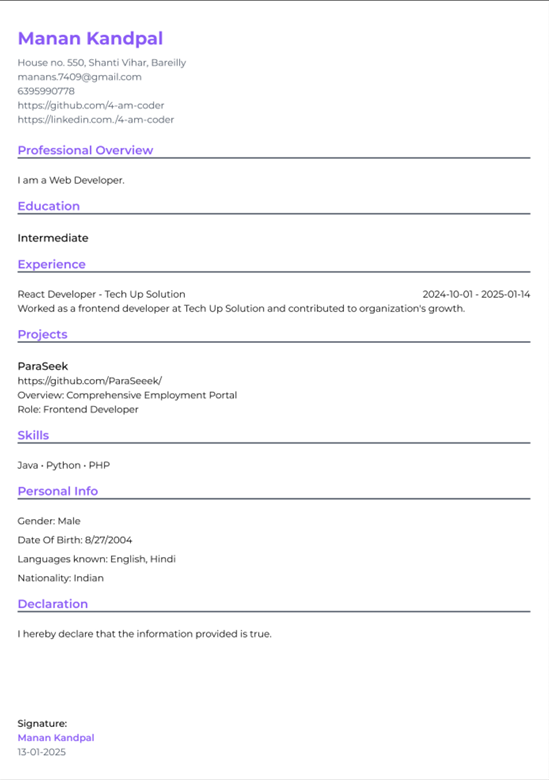 Manan Kandpal
House no. 550, Shanti Vihar, Bareilly
manans.7409@gmail.com
6395990778
https://github.com/4-am-coder
https://linkedin.com./4-am-coder
Professional Overview
I am a Web Developer.
Education
Intermediate
Experience
React Developer - Tech Up Solution 2024-10-01 - 2025-01-14
Worked as a frontend developer at Tech Up Solution and contributed to organization's growth.
Projects
ParaSeek
https://github.com/ParaSeeek/
Overview: Comprehensive Employment Portal
Role: Frontend Developer
Skills
Java • Python • PHP
Personal Info
Gender: Male
Date Of Birth: 8/27/2004
Languages known: English, Hindi
Nationality: Indian
Declaration
I hereby declare that the information provided is true.
Signature:
Manan Kandpal
13-01-2025